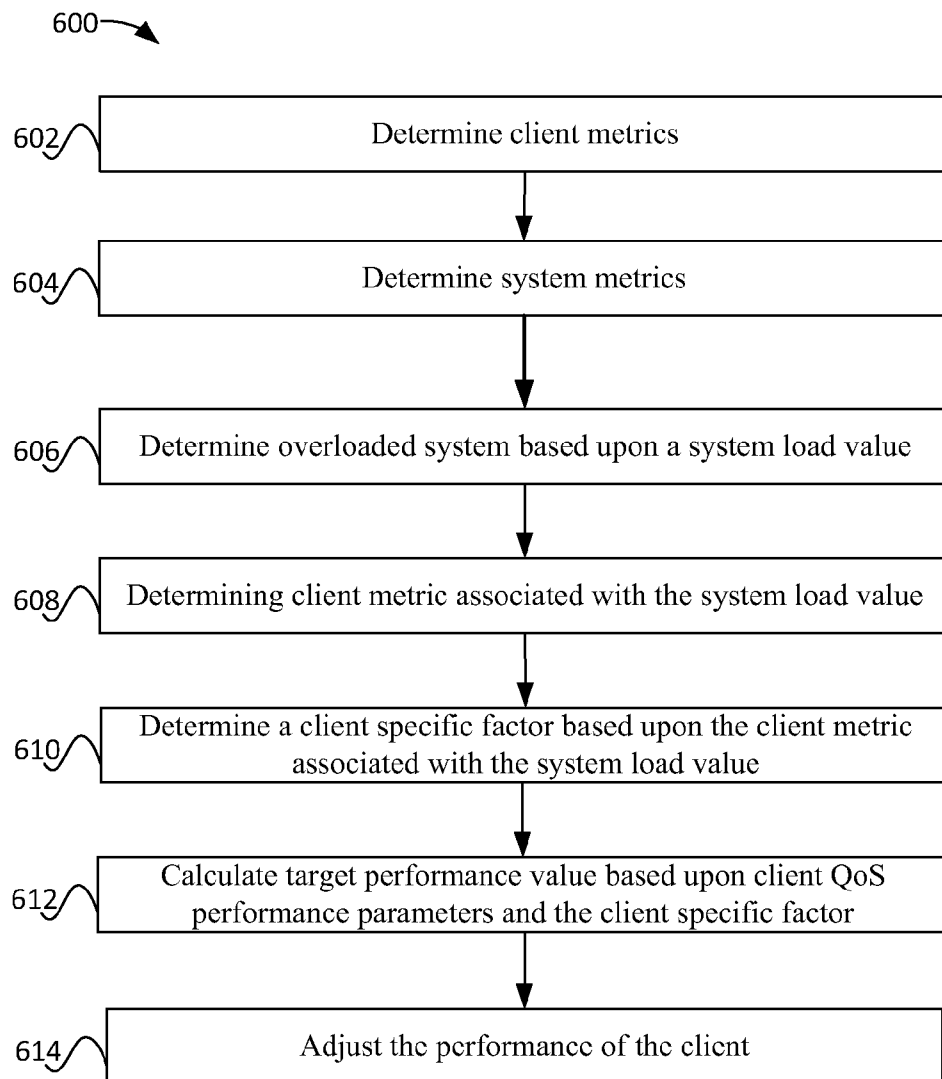 600
602
Determine client metrics
604
Determine system metrics
606
Determine overloaded system based upon a system load value
608
Determining client metric associated with the system load value
610
Determine a client specific factor based upon the client metric
associated with the system load value
612
Calculate target performance value based upon client QoS
performance parameters and the client specific factor
614
Adjust the performance of the client